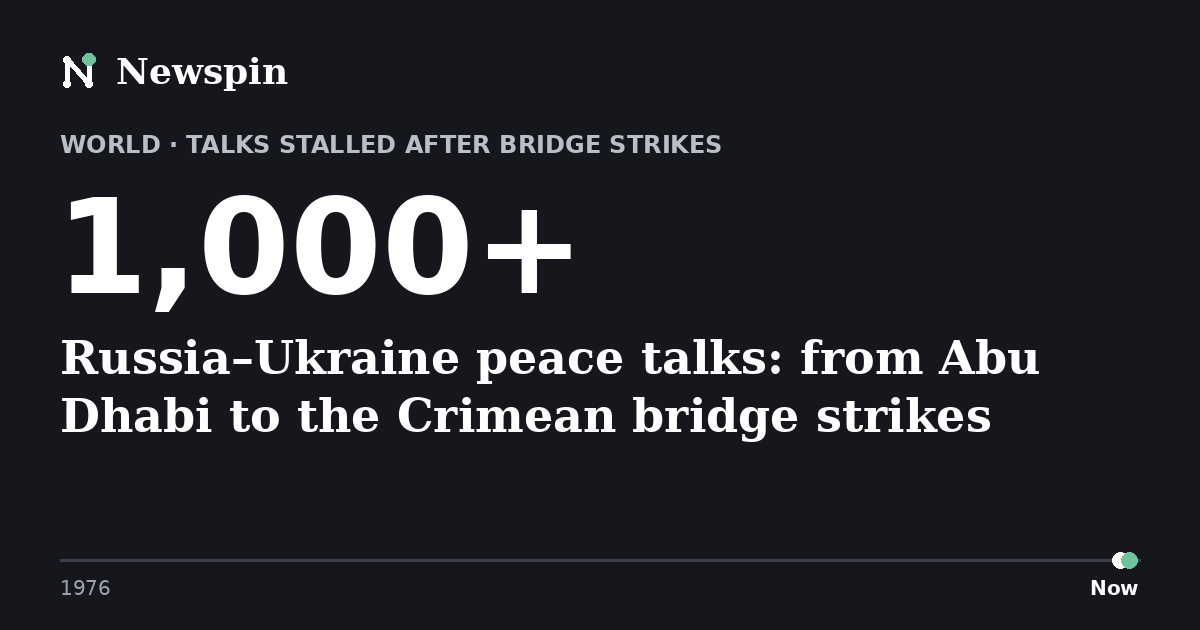 Newspin
WORLD · TALKS STALLED AFTER BRIDGE STRIKES
1,000+
Russia–Ukraine peace talks: from Abu
Dhabi to the Crimean bridge strikes
1976
Now